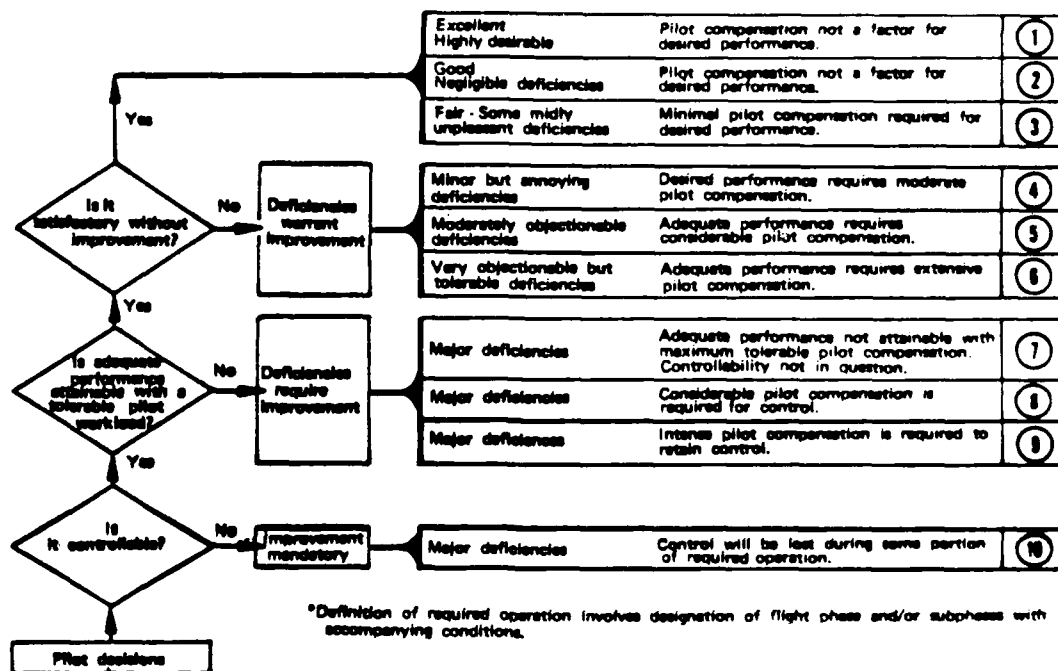 Excellent
Highly desirable
Pilot compensation not a factor for
desired performance.
1
Good
Negligible deficiencies
Pilot compensation not a factor for
desired performance.
2
Fair - Some midly
unpleasant deficiencies
Minimal pilot compensation required for
desired performance.
3
Yes
Is it
satisfactory without
improvement?
No
Deficiencies
warrant
improvement
Minor but annoying
deficiencies
Desired performance requires moderate
pilot compensation.
4
Moderately objectionable
deficiencies
Adequate performance requires
considerable pilot compensation.
5
Very objectionable but
tolerable deficiencies
Adequate performance requires extensive
pilot compensation.
6
Yes
Is adequate
performance
attainable with a
tolerable pilot
workload?
No
Deficiencies
require
improvement
Major deficiencies
Adequate performance not attainable with
maximum tolerable pilot compensation.
Controllability not in question.
7
Major deficiencies
Considerable pilot compensation is
required for control.
8
Major deficiences
Intense pilot compensation is required to
retain control.
9
Yes
Is
it controllable?
No
Improvement
mandatory
Major deficiencies
Control will be lost during some portion
of required operation.
10
*Definition of required operation involves designation of flight phase and/or subphases with
accompanying conditions.
Pilot decisions